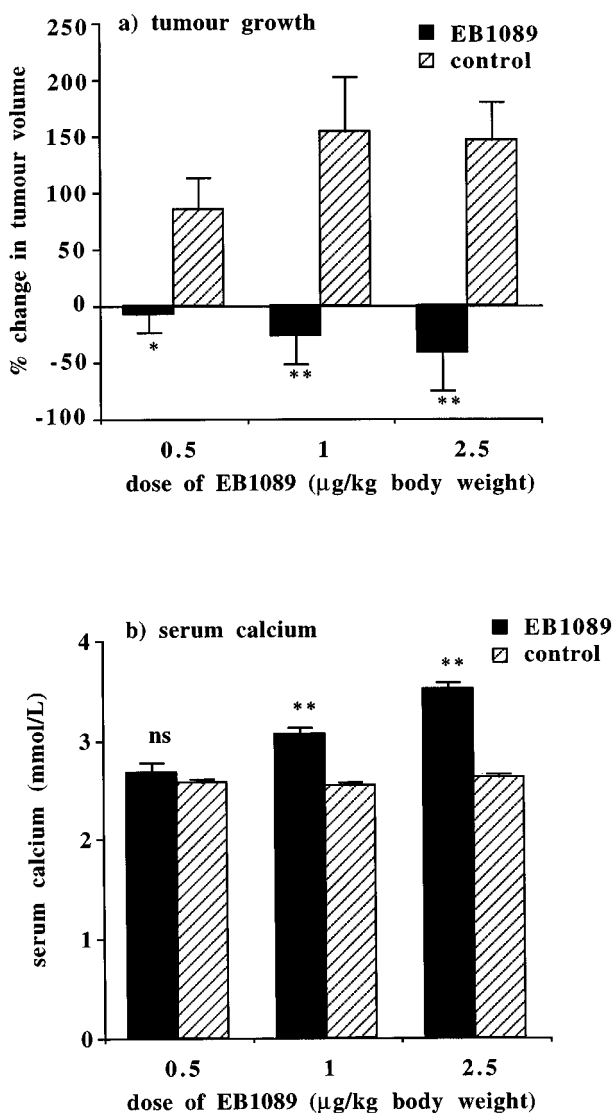 a) tumour growth
EB1089
control
% change in tumour volume
250
200
150
100
50
0
-50
-100
*
**
**
0.5 1 2.5
dose of EB1089 (μg/kg body weight)
b) serum calcium
EB1089
control
serum calcium (mmol/L)
4
3
2
1
0
ns
**
**
0.5 1 2.5
dose of EB1089 (μg/kg body weight)